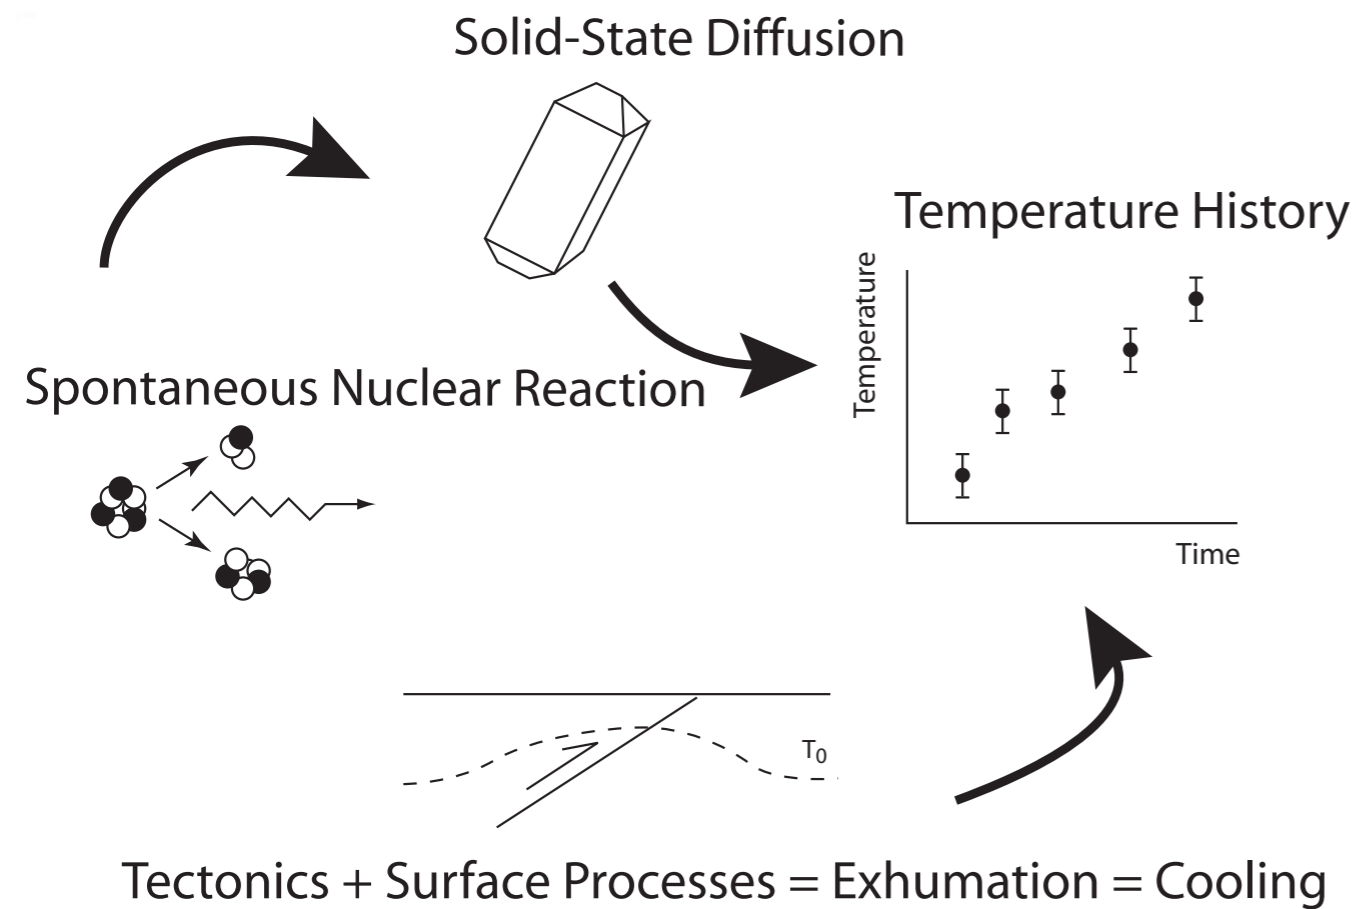 Solid-State Diffusion
Temperature History
Temperature
Spontaneous Nuclear Reaction
Time
T0
Tectonics + Surface Processes = Exhumation = Cooling